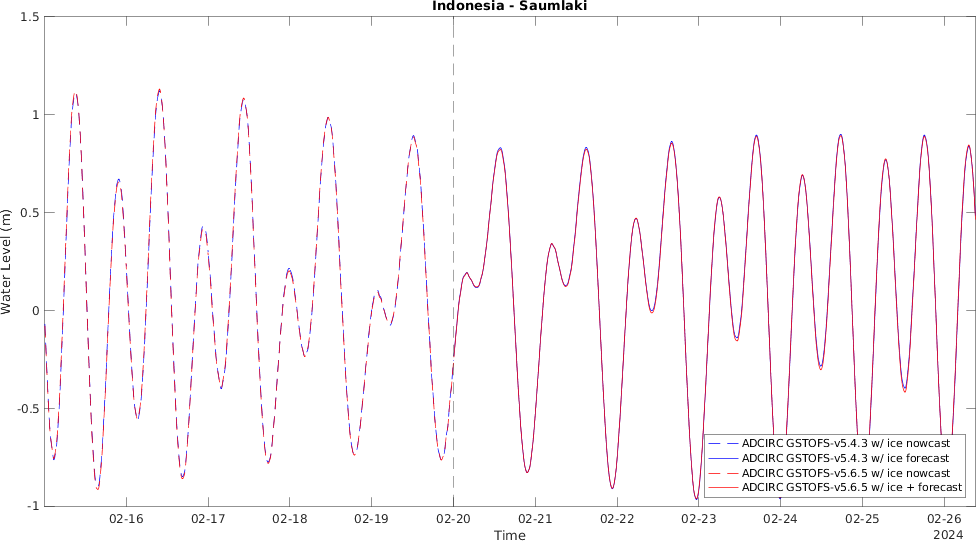 Indonesia - Saumlaki
1.5
1
0.5
0
-0.5
-1
Water Level (m)
02-16 02-17 02-18 02-19 02-20 02-21 02-22 02-23 02-24 02-25 02-26
Time
2024
ADCIRC GSTOFS-v5.4.3 w/ ice nowcast
ADCIRC GSTOFS-v5.4.3 w/ ice forecast
ADCIRC GSTOFS-v5.6.5 w/ ice nowcast
ADCIRC GSTOFS-v5.6.5 w/ ice + forecast